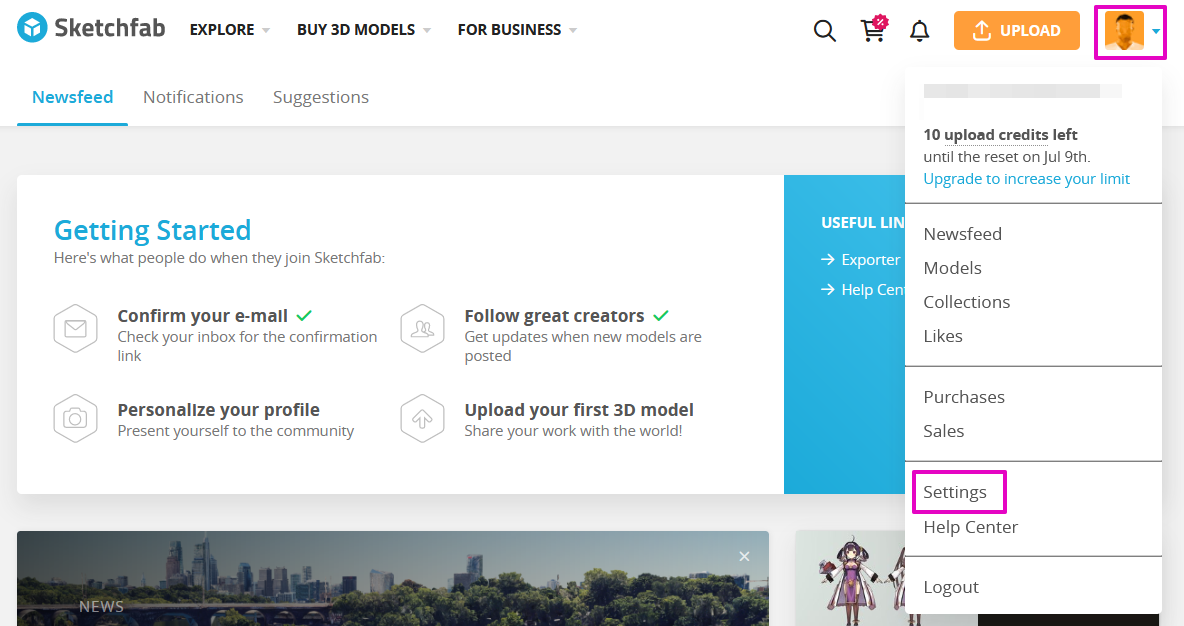 Sketchfab
EXPLORE
BUY 3D MODELS
FOR BUSINESS
%
UPLOAD
Newsfeed
Notifications
Suggestions
10 upload credits left
until the reset on Jul 9th.
Upgrade to increase your limit
Newsfeed
Models
Collections
Likes
Purchases
Sales
Settings
Help Center
Logout
Getting Started
Here's what people do when they join Sketchfab:
Confirm your e-mail
Check your inbox for the confirmation
link
Follow great creators
Get updates when new models are
posted
Personalize your profile
Present yourself to the community
Upload your first 3D model
Share your work with the world!
USEFUL LIN
Exporter
Help Cen
NEWS